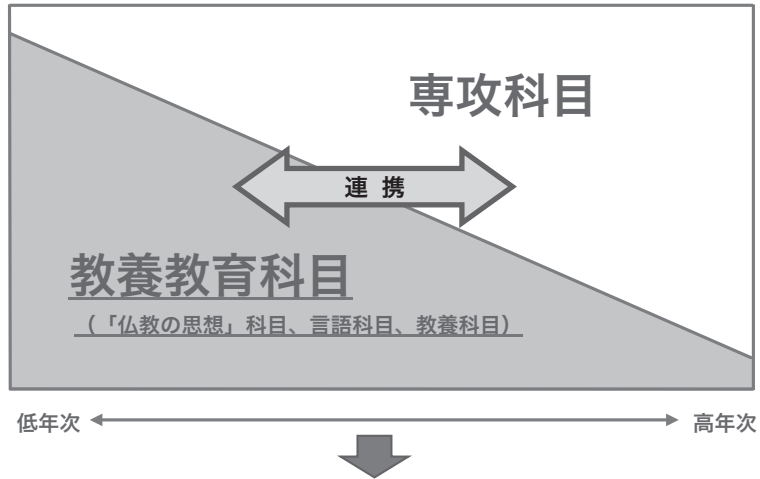 専攻科目
連 携
教養教育科目
（「仏教の思想」科目、言語科目、教養科目）
低年次
高年次